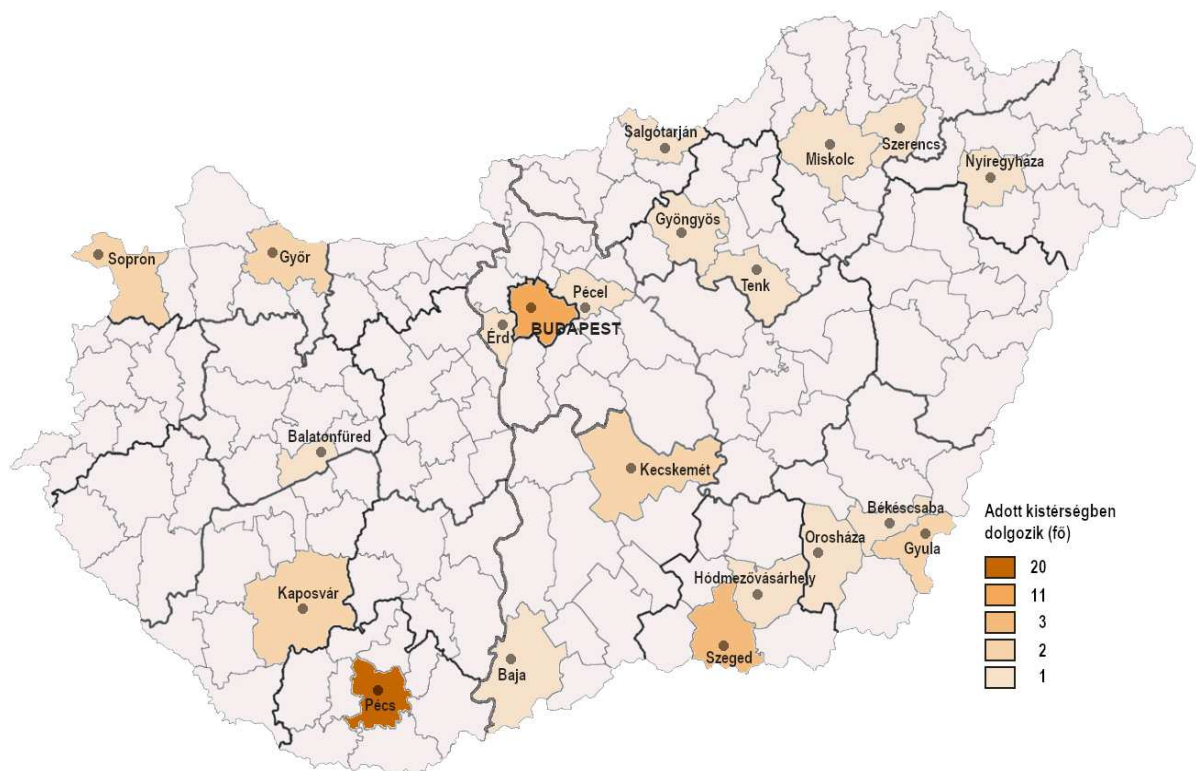 Salgótarján
Szerencs
Miskolc
Nyíregyháza
Gyöngyös
Sopron
Győr
Tenk
Pécel
BUDAPEST
Érd
Balatonfüred
Kecskemét
Békéscsaba
Orosháza
Gyula
Hódmezővásárhely
Kaposvár
Szeged
Baja
Pécs
Adott kistérségben
dolgozik (fő)
20
11
3
2
1